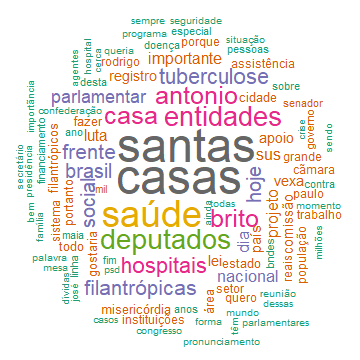 sempre seguridade
programa especial situação
queria doença porque pessoas
rodrigo importante assistência
hospital cerca desta agentes
registro tuberculose sobre
confederação parlamentar antonio cidade senador
importância financiamento filantrópicos fazer ano luta casa entidades apoio governo crise
secretário presidência frente santas sus grande câmara
brasil casas vexa contra
bem família sistema portanto mil social hoje paulo sendo
saúde ainda todas momento
maia brito dia país projeto comissão trabalho
todo gostaria deputados bndes reais milhões
palavra mesa fim hospitais lei estado população
dívidas josé linha psd nacional
filantrópicas área setor reunião dessas
misericórdia anos quero mundo
casos instituições forma têm parlamentares
congresso pronunciamento